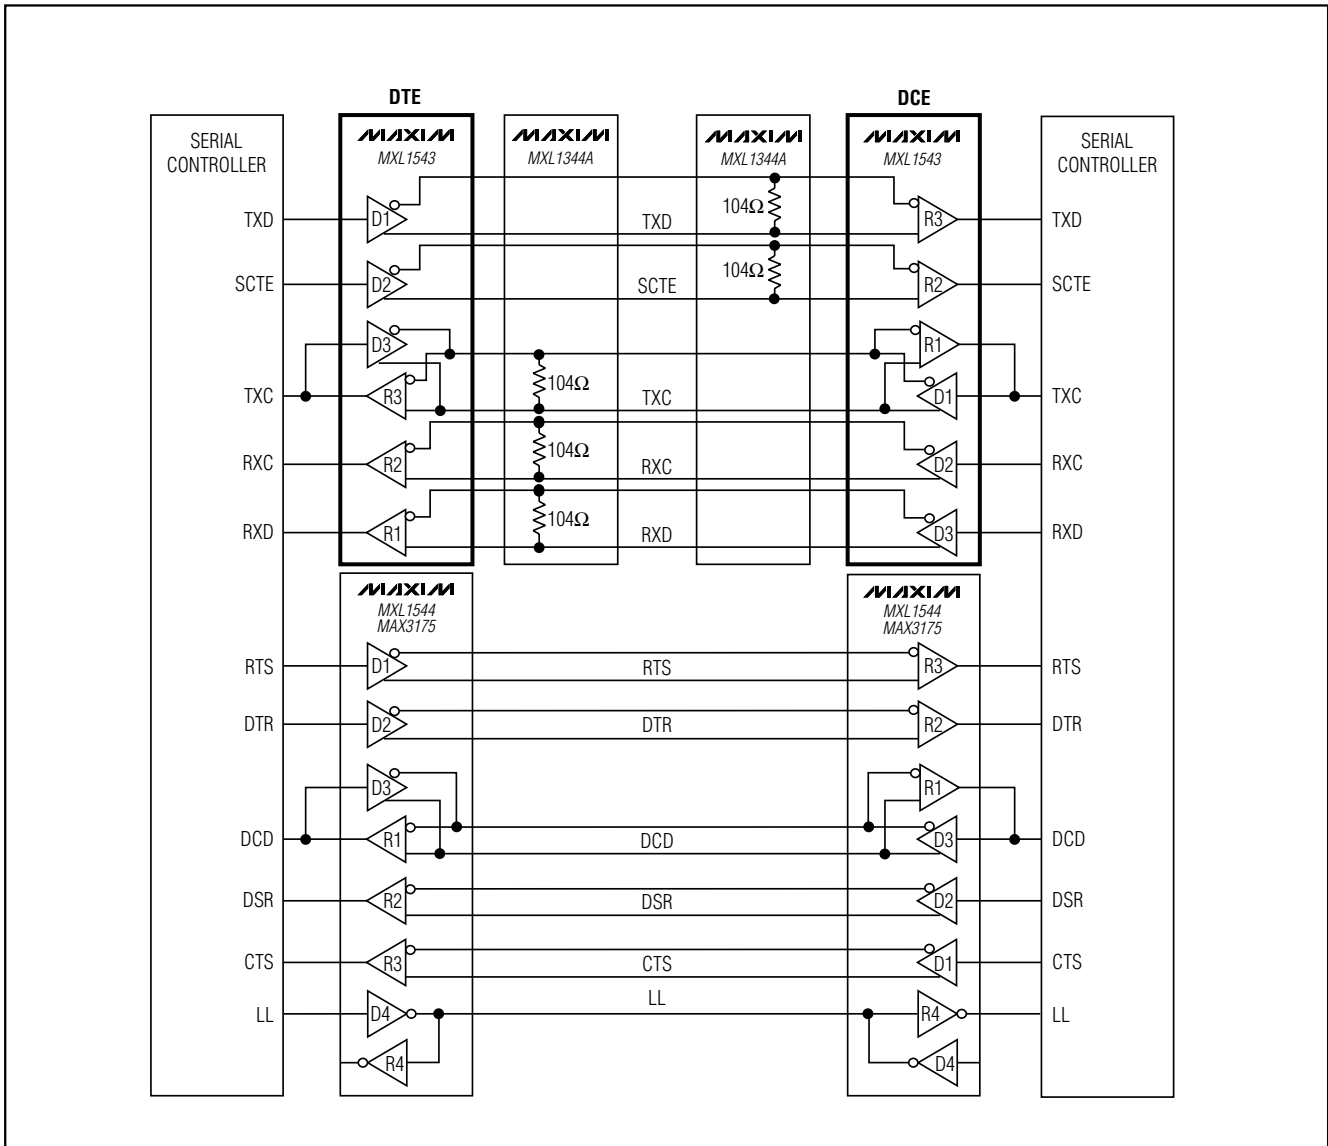 DTE DCE
SERIAL CONTROLLER MAXIM MXL1543 MAXIM MXL1344A MAXIM MXL1344A MAXIM MXL1543 SERIAL CONTROLLER
TXD D1 TXD 104Ω R3 TXD
SCTE D2 SCTE 104Ω R2 SCTE
D3 R1
TXC R3 104Ω TXC D1 TXC
RXC R2 104Ω RXC D2 RXC
RXD R1 104Ω RXD D3 RXD
MAXIM MAXIM
MXL1544 MXL1544
MAX3175 MAX3175
RTS D1 RTS R3 RTS
DTR D2 DTR R2 DTR
D3 R1
DCD R1 DCD D3 DCD
DSR R2 DSR D2 DSR
CTS R3 CTS D1 CTS
LL D4 LL R4 LL
R4 D4